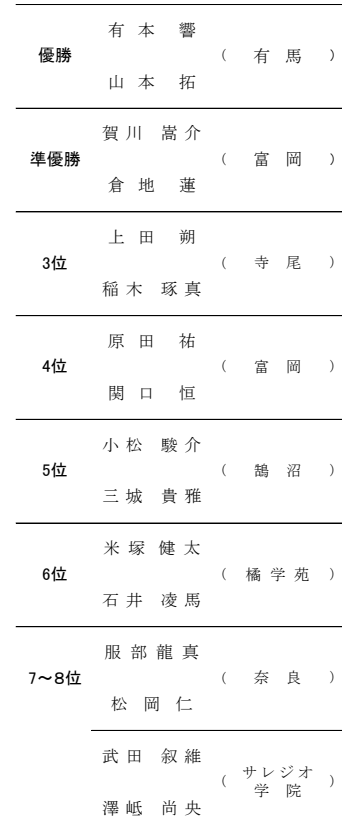 有本 響
優勝 ( 有馬 )
山本 拓
賀川 嵩介
準優勝 ( 富岡 )
倉地 蓮
上田 朔
3位 ( 寺尾 )
稲木 琢真
原田 祐
4位 ( 富岡 )
関口 恒
小松 駿介
5位 ( 鵠沼 )
三城 貴雅
米塚 健太
6位 ( 橘学苑 )
石井 凌馬
服部龍真
7～8位 ( 奈良 )
松岡仁
武田 叙維
( サレジオ
学院 )
澤岻 尚央